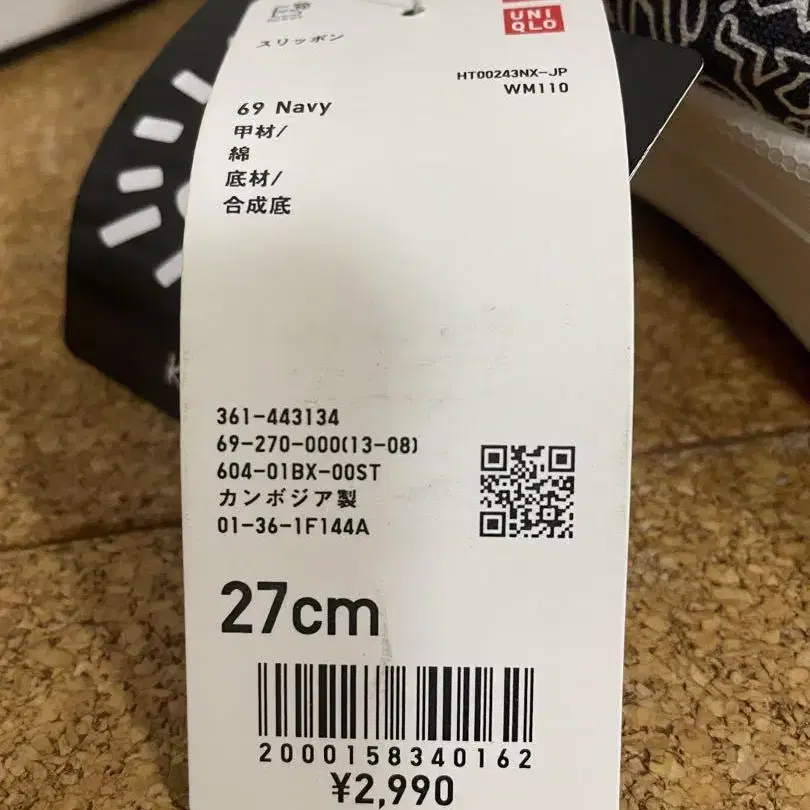 UNI
QLO
スリッポン
HT00243NX-JP
WM110
69 Navy
甲材/
綿
底材/
合成底
361-443134
69-270-000(13-08)
604-01BX-00ST
カンボジア製
01-36-1F144A
27cm
2000158340162
¥2,990